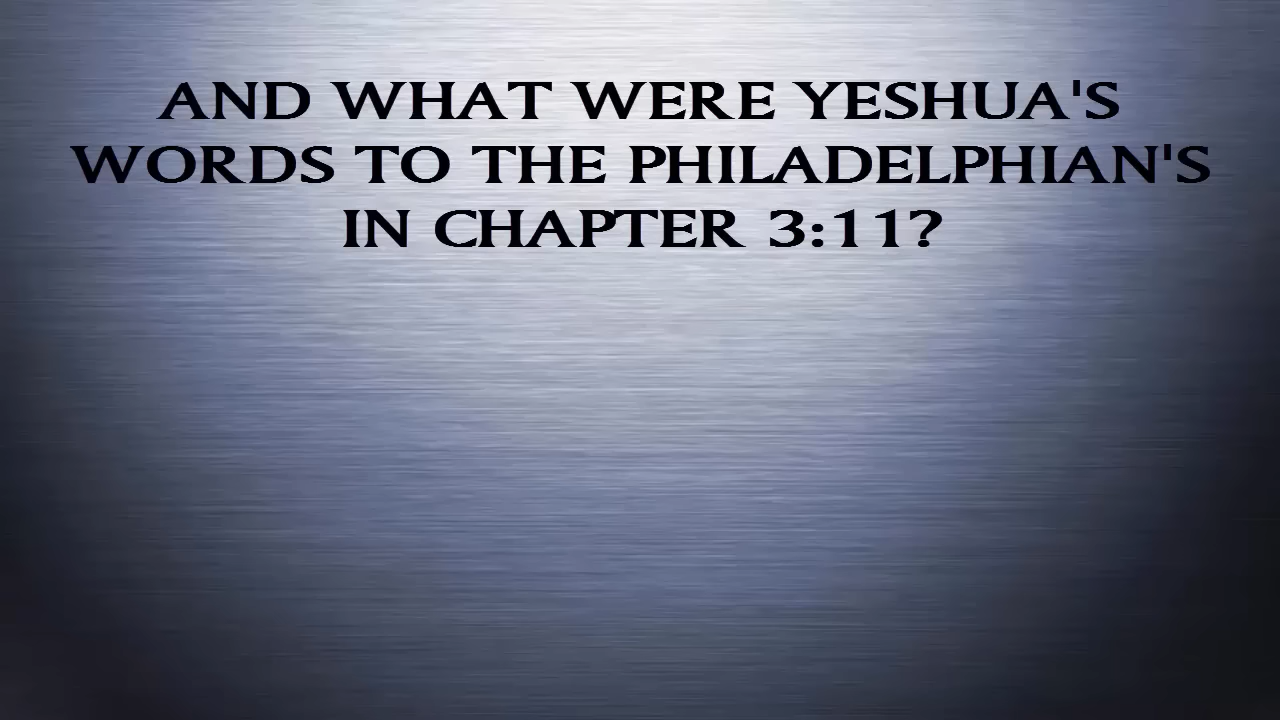 AND WHAT WERE YESHUA'S
WORDS TO THE PHILADELPHIAN'S
IN CHAPTER 3:11?